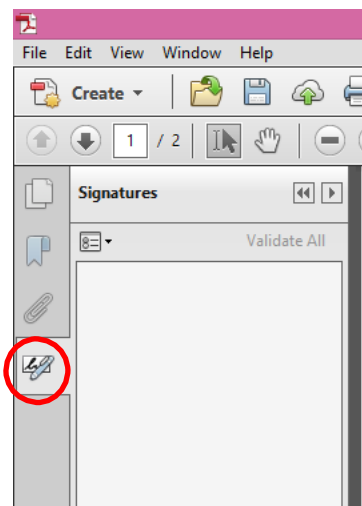 File Edit View Window Help
Create
1 / 2
Signatures
Validate All